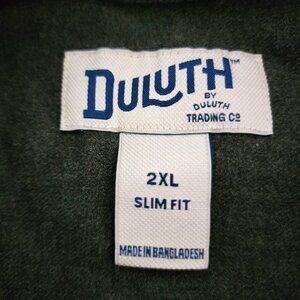 DULUTH™
BY
DULUTH
TRADING CO
2XL
SLIM FIT
MADE IN BANGLADESH